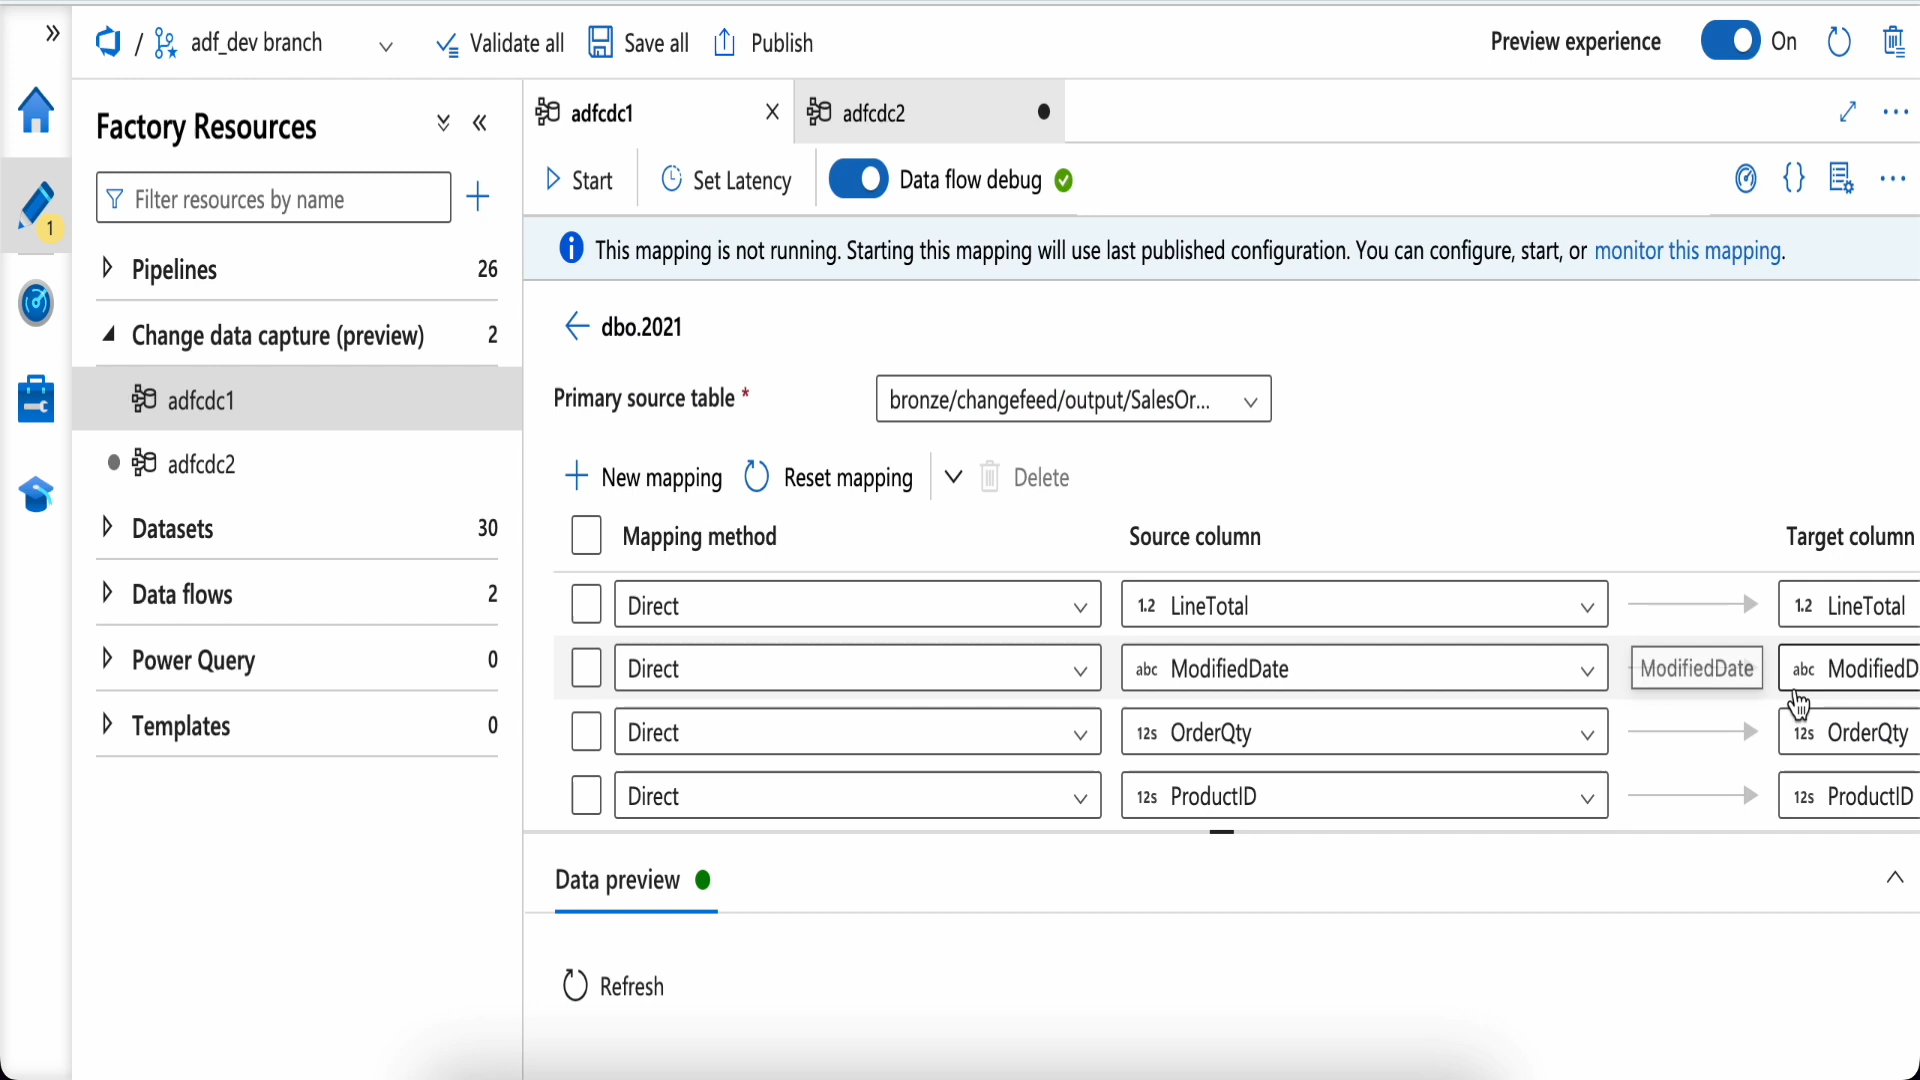 / adf_dev branch Validate all Save all Publish Preview experience On
Factory Resources
Filter resources by name
1
Pipelines 26
Change data capture (preview) 2
adfcdc1
adfcdc2
Datasets 30
Data flows 2
Power Query 0
Templates 0
adfcdc1 adfcdc2
Start Set Latency Data flow debug {}
This mapping is not running. Starting this mapping will use last published configuration. You can configure, start, or monitor this mapping.
dbo.2021
Primary source table * bronze/changefeed/output/SalesOr...
New mapping Reset mapping Delete
Mapping method Source column Target column
Direct 1.2 LineTotal 1.2 LineTotal
Direct abc ModifiedDate ModifiedDate abc ModifiedD
Direct 12s OrderQty 12s OrderQty
Direct 12s ProductID 12s ProductID
Data preview
Refresh